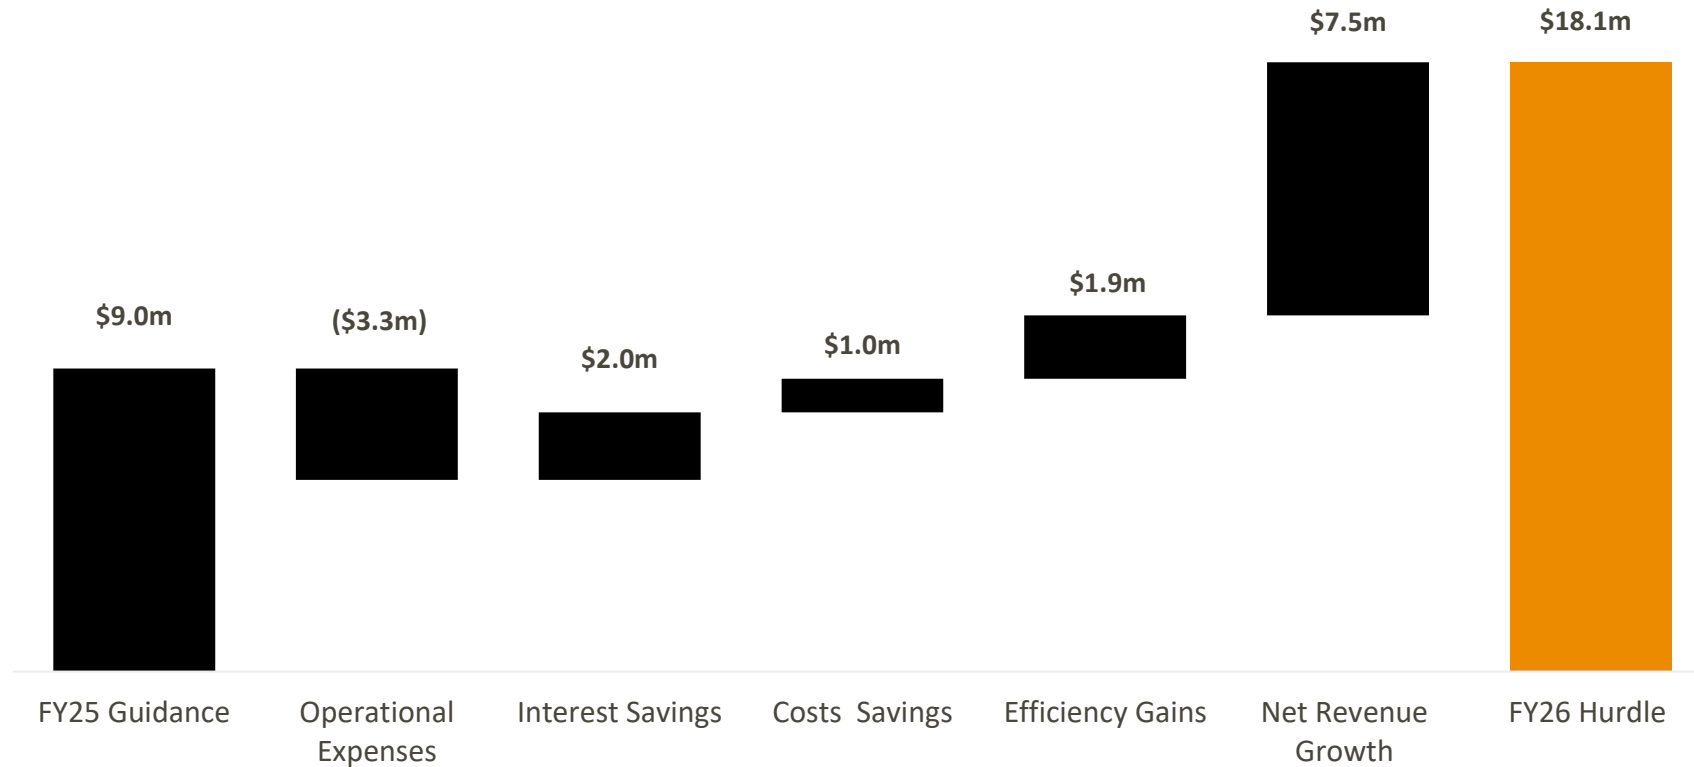 $7.5m
$18.1m
$9.0m
($3.3m)
$2.0m
$1.0m
$1.9m
FY25 Guidance
Operational
Expenses
Interest Savings
Costs  Savings
Efficiency Gains
Net Revenue
Growth
FY26 Hurdle